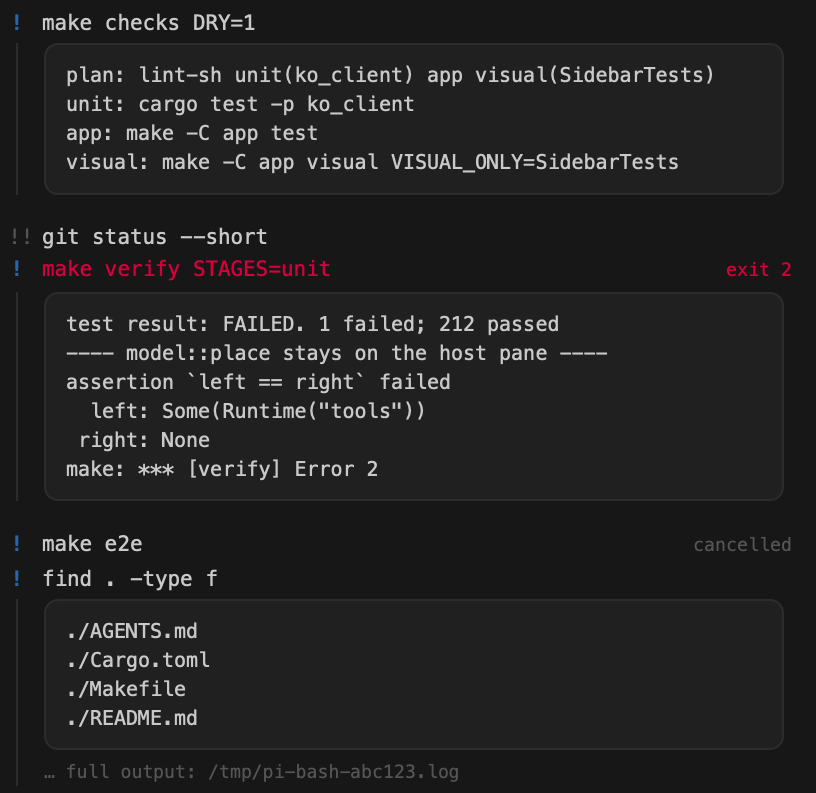 ! make checks DRY=1
plan: lint-sh unit(ko_client) app visual(SidebarTests)
unit: cargo test -p ko_client
app: make -C app test
visual: make -C app visual VISUAL_ONLY=SidebarTests
!! git status --short
! make verify STAGES=unit exit 2
test result: FAILED. 1 failed; 212 passed
---- model::place stays on the host pane ----
assertion `left == right` failed
  left: Some(Runtime("tools"))
 right: None
make: *** [verify] Error 2
! make e2e cancelled
! find . -type f
./AGENTS.md
./Cargo.toml
./Makefile
./README.md
… full output: /tmp/pi-bash-abc123.log